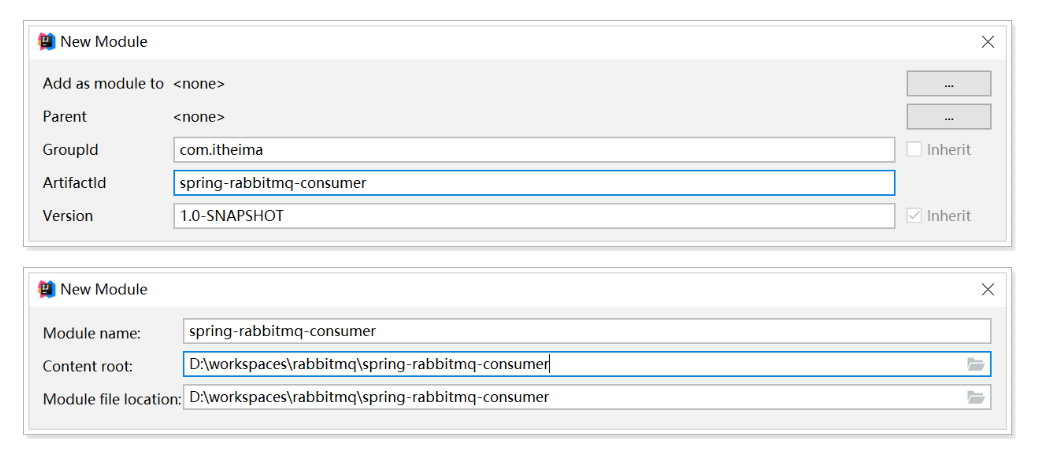 New Module
Add as module to <none> ...
Parent <none> ...
GroupId com.itheima Inherit
ArtifactId spring-rabbitmq-consumer
Version 1.0-SNAPSHOT Inherit
New Module
Module name: spring-rabbitmq-consumer
Content root: D:\workspaces\rabbitmq\spring-rabbitmq-consumer
Module file location: D:\workspaces\rabbitmq\spring-rabbitmq-consumer